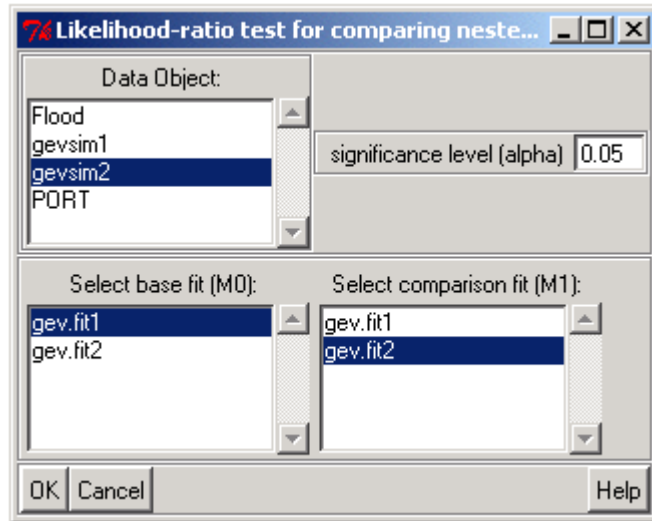 Likelihood-ratio test for comparing neste...
Data Object:
Flood
gevsim1
gevsim2
PORT
significance level (alpha) 0.05
Select base fit (M0):
gev.fit1
gev.fit2
Select comparison fit (M1):
gev.fit1
gev.fit2
OK Cancel Help